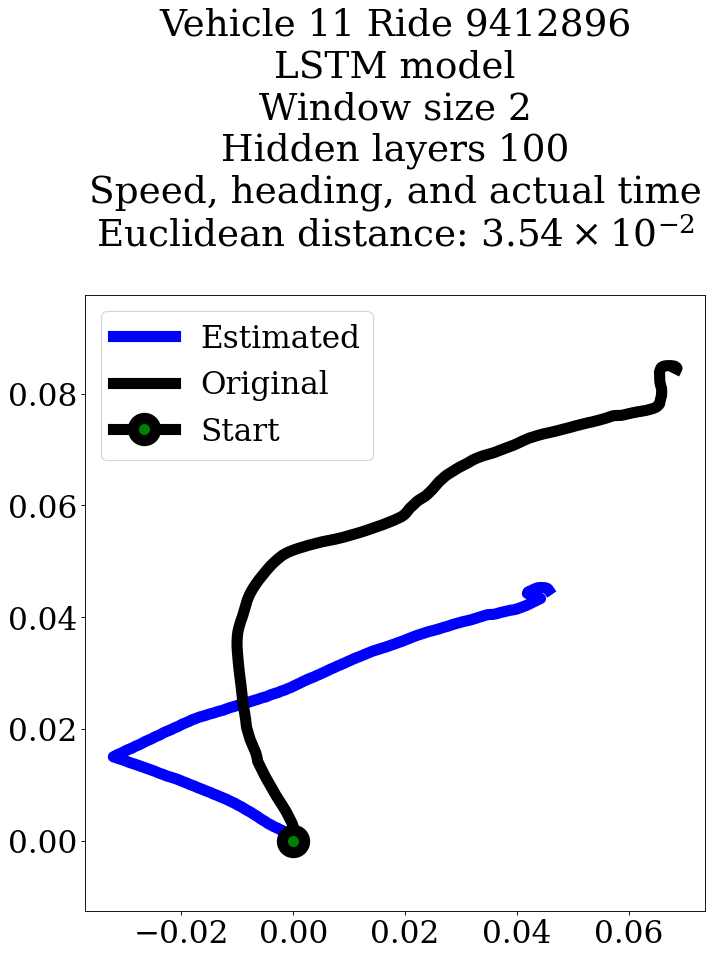 Vehicle 11 Ride 9412896
LSTM model
Window size 2
Hidden layers 100
Speed, heading, and actual time
Euclidean distance: 3.54 × 10⁻²
Estimated
Original
Start
0.08
0.06
0.04
0.02
0.00
−0.02 0.00 0.02 0.04 0.06